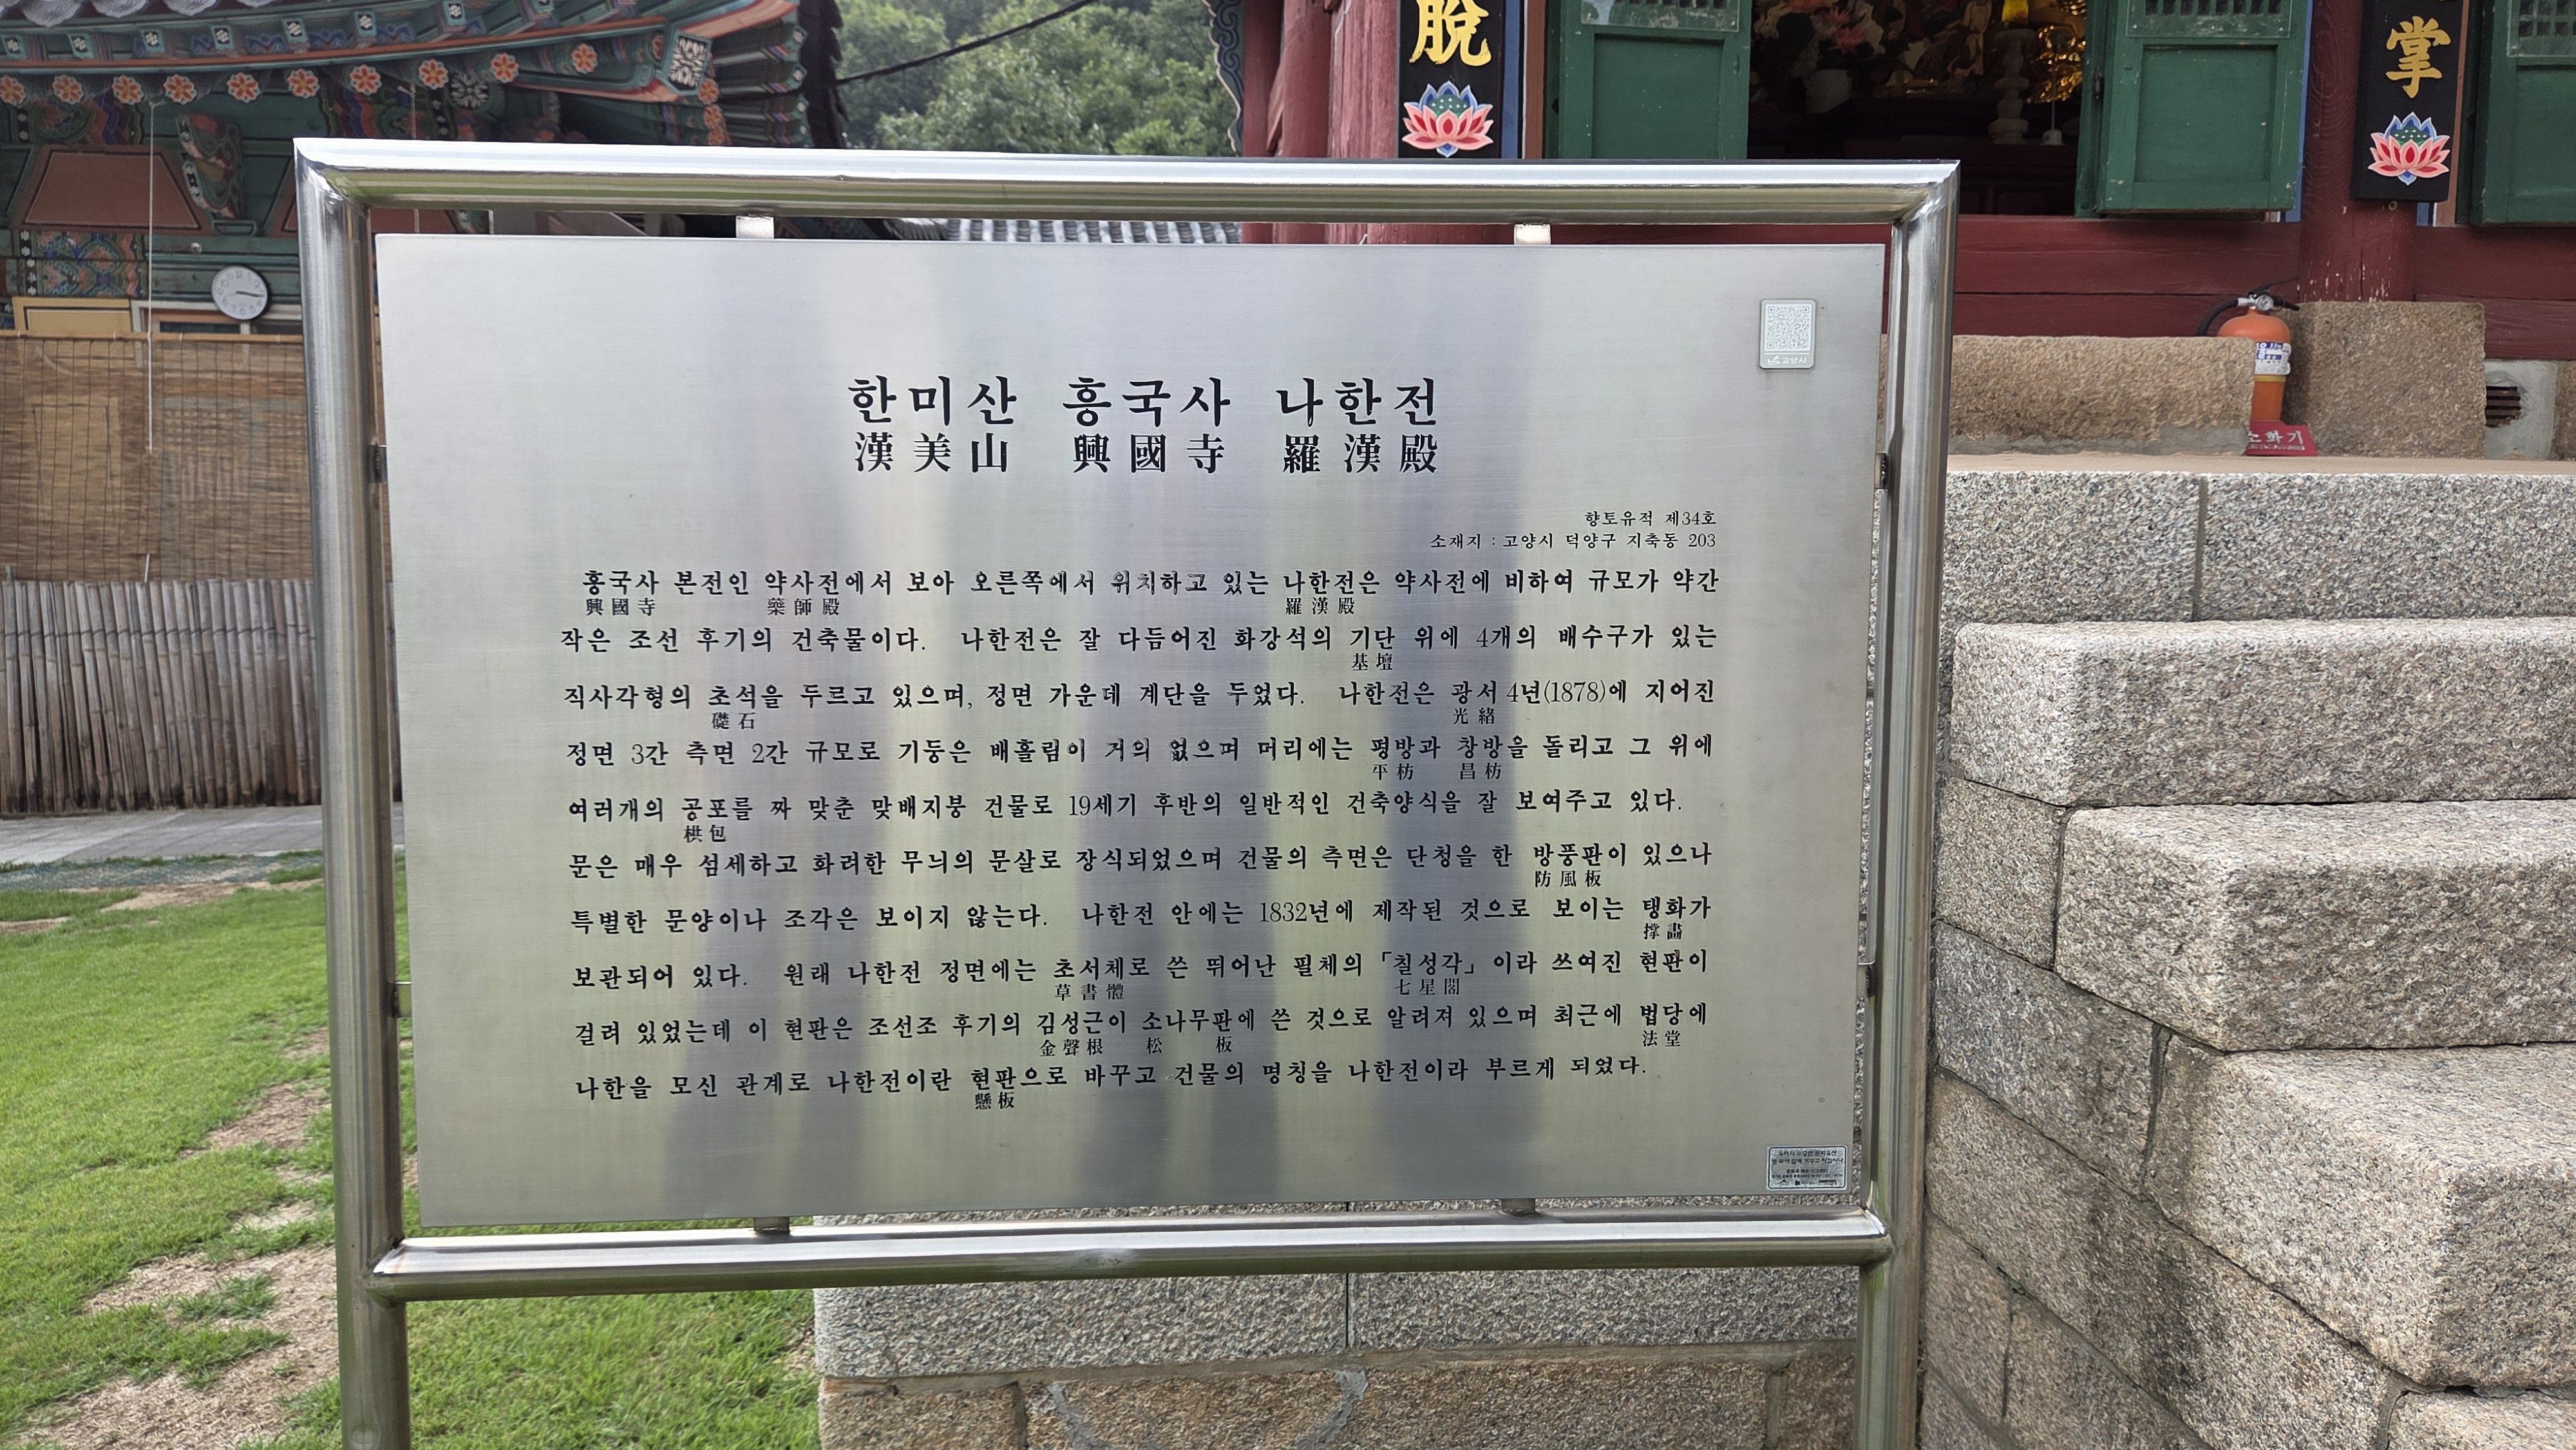 脫
掌
고양시
한미산 흥국사 나한전
漢美山 興國寺 羅漢殿
향토유적 제34호
소재지 : 고양시 덕양구 지축동 203
흥국사 본전인 약사전에서 보아 오른쪽에서 위치하고 있는 나한전은 약사전에 비하여 규모가 약간
興國寺 藥師殿 羅漢殿
작은 조선 후기의 건축물이다. 나한전은 잘 다듬어진 화강석의 기단 위에 4개의 배수구가 있는
基壇
직사각형의 초석을 두르고 있으며, 정면 가운데 계단을 두었다. 나한전은 광서 4년(1878)에 지어진
礎石 光緖
정면 3간 측면 2간 규모로 기둥은 배흘림이 거의 없으며 머리에는 평방과 창방을 돌리고 그 위에
平枋 昌枋
여러개의 공포를 짜 맞춘 맞배지붕 건물로 19세기 후반의 일반적인 건축양식을 잘 보여주고 있다.
栱包
문은 매우 섬세하고 화려한 무늬의 문살로 장식되었으며 건물의 측면은 단청을 한 방풍판이 있으나
防風板
특별한 문양이나 조각은 보이지 않는다. 나한전 안에는 1832년에 제작된 것으로 보이는 탱화가
撑畵
보관되어 있다. 원래 나한전 정면에는 초서체로 쓴 뛰어난 필체의 「칠성각」이라 쓰여진 현판이
草書體 七星閣
걸려 있었는데 이 현판은 조선조 후기의 김성근이 소나무판에 쓴 것으로 알려져 있으며 최근에 법당에
金聲根 松 板 法堂
나한을 모신 관계로 나한전이란 현판으로 바꾸고 건물의 명칭을 나한전이라 부르게 되었다.
懸板
소화기